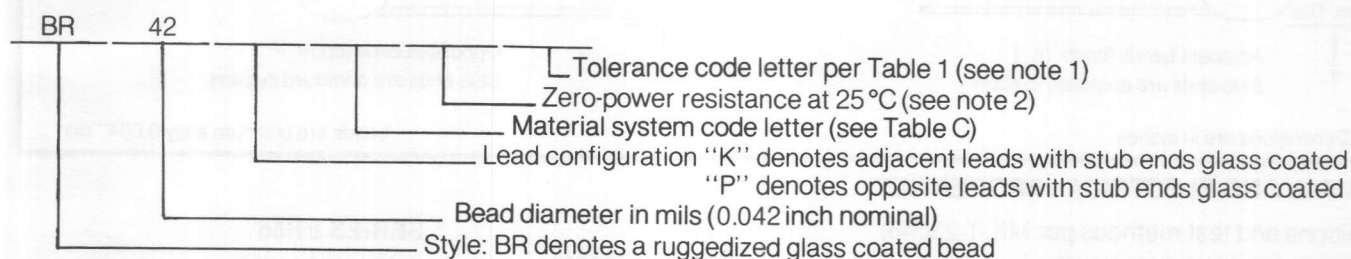 BR 42
Tolerance code letter per Table 1 (see note 1)
Zero-power resistance at 25 °C (see note 2)
Material system code letter (see Table C)
Lead configuration ‘‘K’’ denotes adjacent leads with stub ends glass coated
‘‘P’’ denotes opposite leads with stub ends glass coated
Bead diameter in mils (0.042 inch nominal)
Style: BR denotes a ruggedized glass coated bead